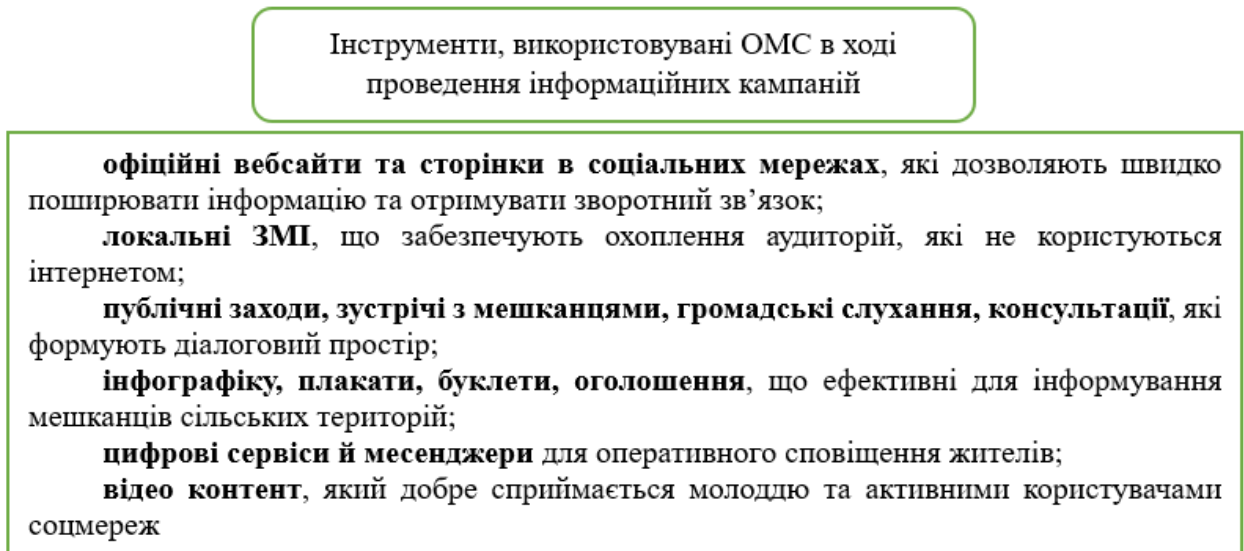 Інструменти, використовувані ОМС в ході
проведення інформаційних кампаній
офіційні вебсайти та сторінки в соціальних мережах, які дозволяють швидко
поширювати інформацію та отримувати зворотний зв’язок;
локальні ЗМІ, що забезпечують охоплення аудиторій, які не користуються
інтернетом;
публічні заходи, зустрічі з мешканцями, громадські слухання, консультації, які
формують діалоговий простір;
інфографіку, плакати, буклети, оголошення, що ефективні для інформування
мешканців сільських територій;
цифрові сервіси й месенджери для оперативного сповіщення жителів;
відео контент, який добре сприймається молоддю та активними користувачами
соцмереж